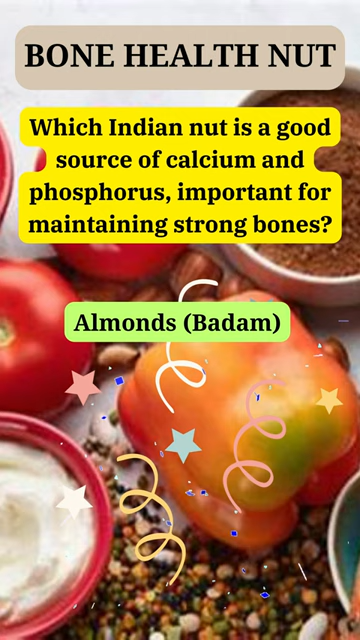 BONE HEALTH NUT
Which Indian nut is a good
source of calcium and
phosphorus, important for
maintaining strong bones?
Almonds (Badam)